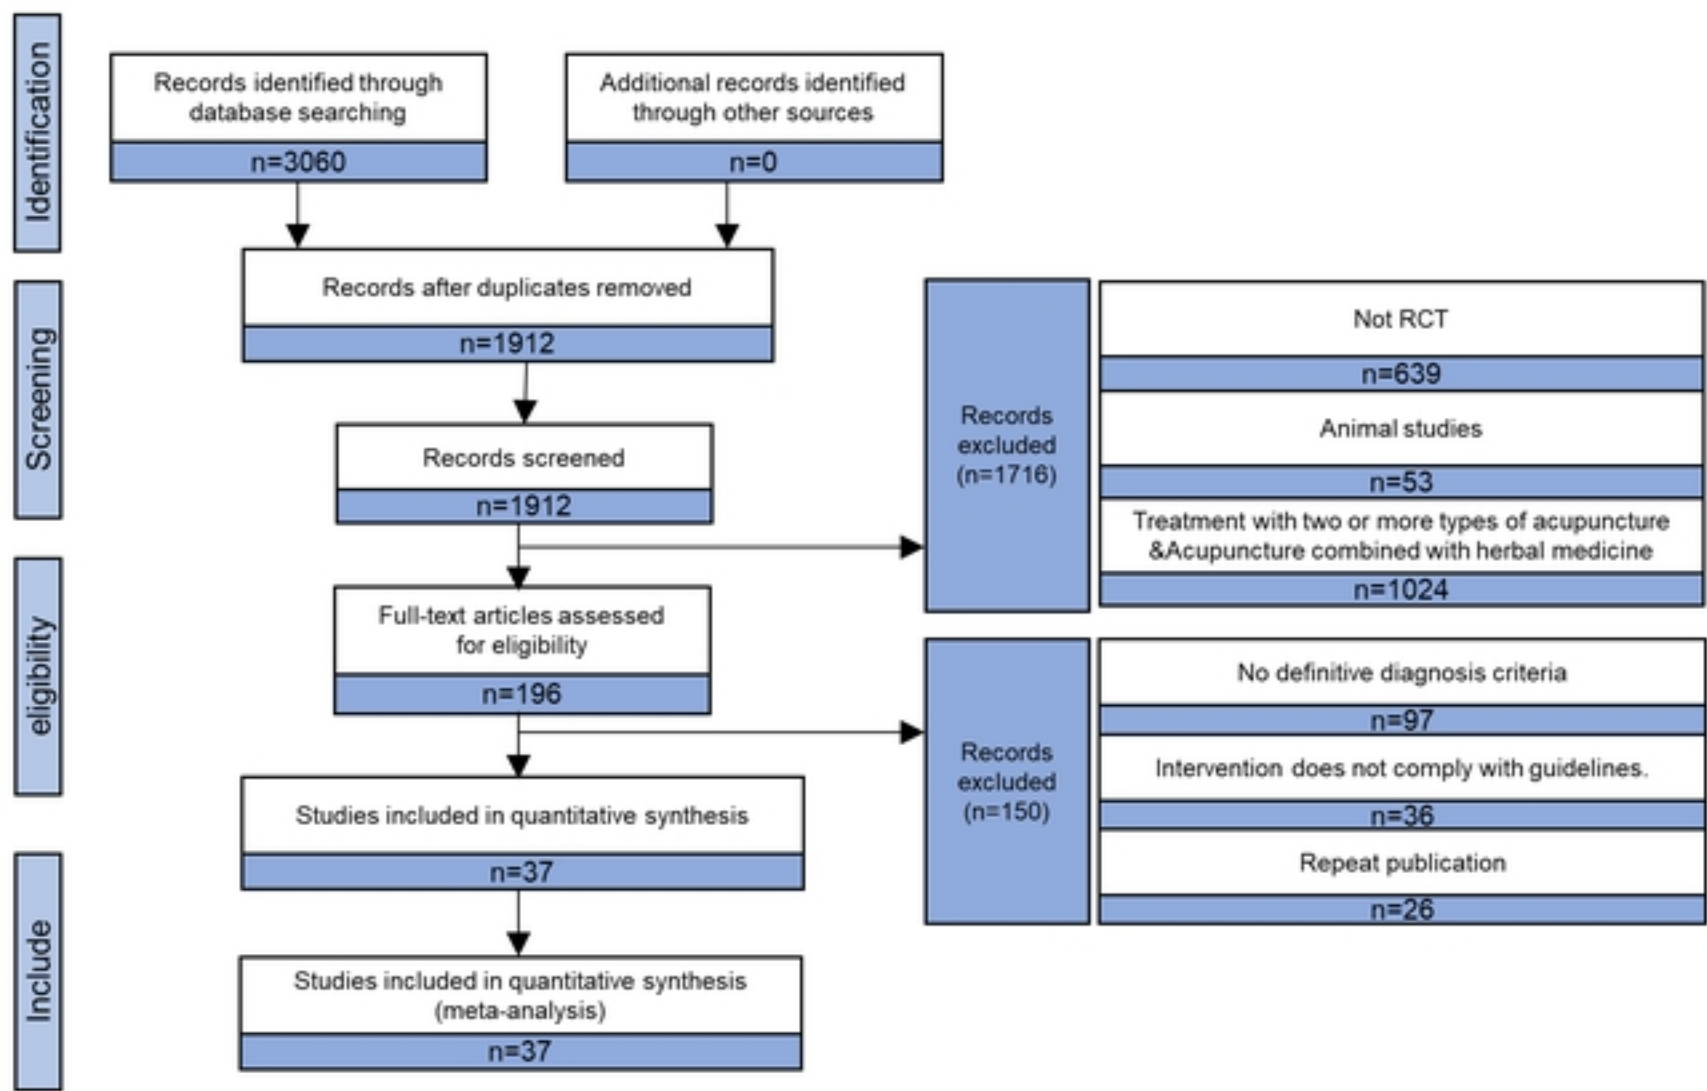 Identification
Records identified through
database searching
n=3060
Additional records identified
through other sources
n=0
Records after duplicates removed
n=1912
Screening
Records screened
n=1912
Records
excluded
(n=1716)
Not RCT
n=639
Animal studies
n=53
Treatment with two or more types of acupuncture
&Acupuncture combined with herbal medicine
n=1024
eligibility
Full-text articles assessed
for eligibility
n=196
Records
excluded
(n=150)
No definitive diagnosis criteria
n=97
Intervention does not comply with guidelines.
n=36
Repeat publication
n=26
Studies included in quantitative synthesis
n=37
Include
Studies included in quantitative synthesis
(meta-analysis)
n=37